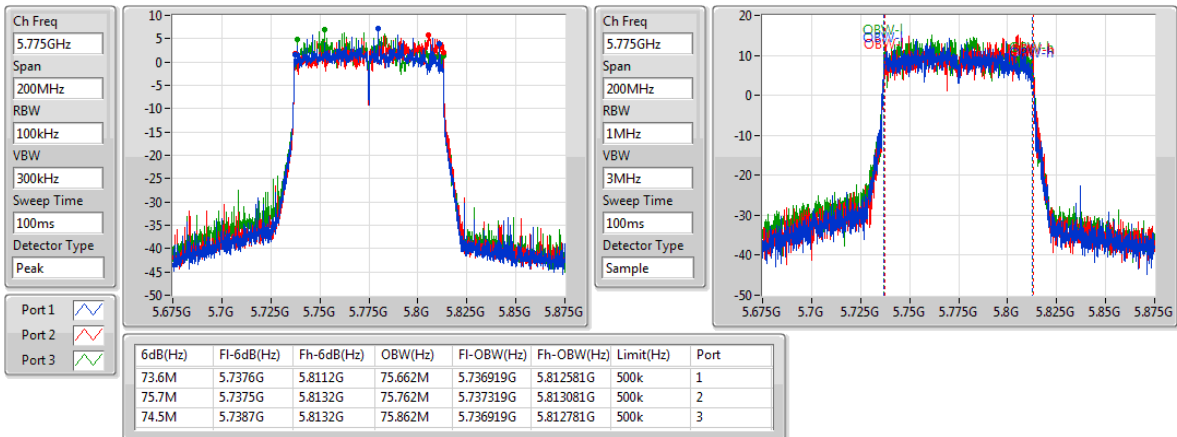 Ch Freq
5.775GHz
Span
200MHz
RBW
100kHz
VBW
300kHz
Sweep Time
100ms
Detector Type
Peak
10
5
0
-5
-10
-15
-20
-25
-30
-35
-40
-45
-50
5.675G 5.7G 5.725G 5.75G 5.775G 5.8G 5.825G 5.85G 5.875G
Ch Freq
5.775GHz
Span
200MHz
RBW
1MHz
VBW
3MHz
Sweep Time
100ms
Detector Type
Sample
20
10
0
-10
-20
-30
-40
-50
OBW-l
5.675G 5.7G 5.725G 5.75G 5.775G 5.8G 5.825G 5.85G 5.875G
Port 1
Port 2
Port 3
6dB(Hz) Fl-6dB(Hz) Fh-6dB(Hz) OBW(Hz) Fl-OBW(Hz) Fh-OBW(Hz) Limit(Hz) Port
73.6M 5.7376G 5.8112G 75.662M 5.736919G 5.812581G 500k 1
75.7M 5.7375G 5.8132G 75.762M 5.737319G 5.813081G 500k 2
74.5M 5.7387G 5.8132G 75.862M 5.736919G 5.812781G 500k 3